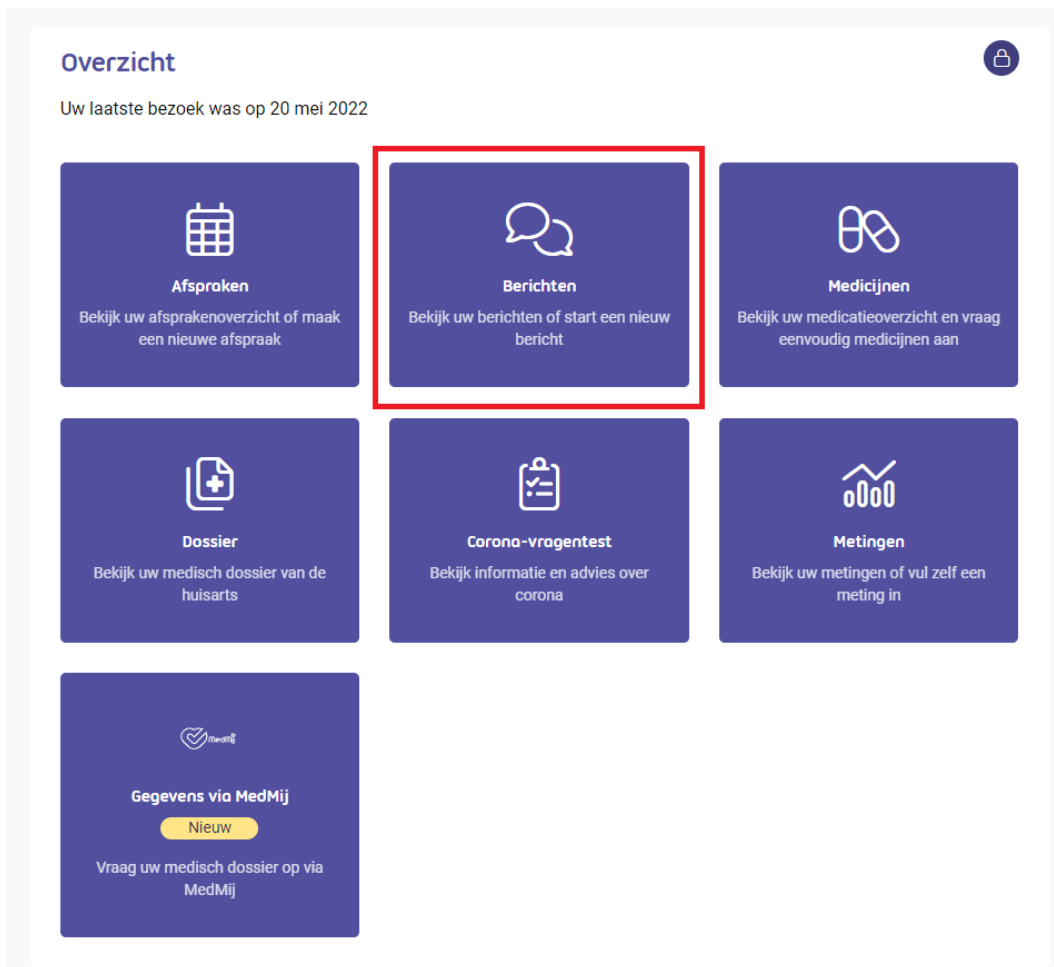 Overzicht
Uw laatste bezoek was op 20 mei 2022
Afspraken
Bekijk uw afsprakenoverzicht of maak
een nieuwe afspraak
Berichten
Bekijk uw berichten of start een nieuw
bericht
Medicijnen
Bekijk uw medicatieoverzicht en vraag
eenvoudig medicijnen aan
Dossier
Bekijk uw medisch dossier van de
huisarts
Corona-vragentest
Bekijk informatie en advies over
corona
Metingen
Bekijk uw metingen of vul zelf een
meting in
medmij
Gegevens via MedMij
Nieuw
Vraag uw medisch dossier op via
MedMij